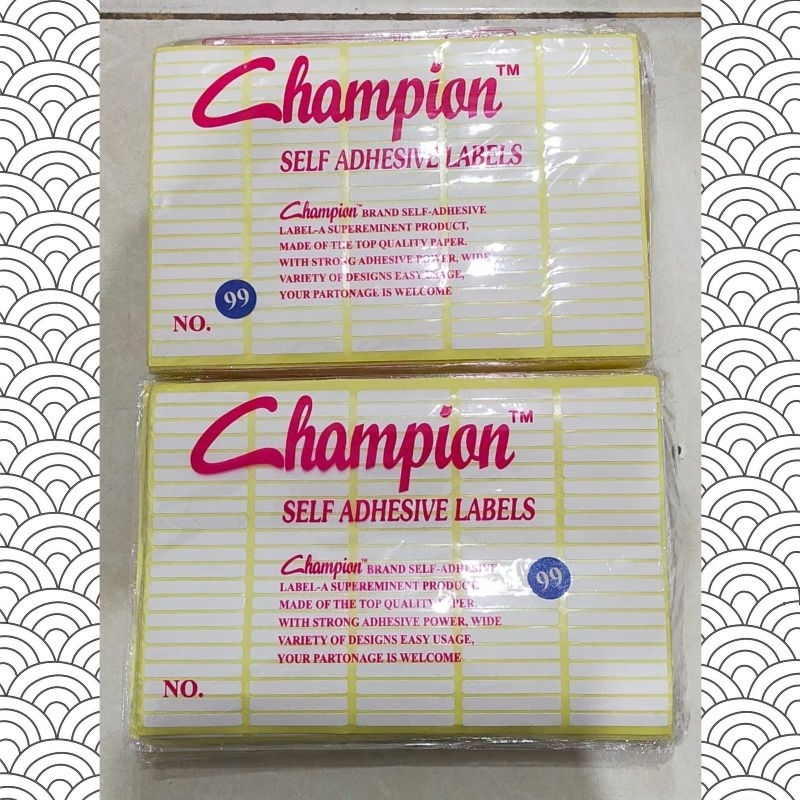 Champion™
SELF ADHESIVE LABELS
Champion™ BRAND SELF-ADHESIVE
LABEL-A SUPEREMINENT PRODUCT,
MADE OF THE TOP QUALITY PAPER.
WITH STRONG ADHESIVE POWER, WIDE
VARIETY OF DESIGNS EASY USAGE,
YOUR PARTONAGE IS WELCOME
NO. 99
Champion™
SELF ADHESIVE LABELS
Champion™ BRAND SELF-ADHESIVE
LABEL-A SUPEREMINENT PRODUCT,
MADE OF THE TOP QUALITY PAPER.
WITH STRONG ADHESIVE POWER, WIDE
VARIETY OF DESIGNS EASY USAGE,
YOUR PARTONAGE IS WELCOME
99
NO.